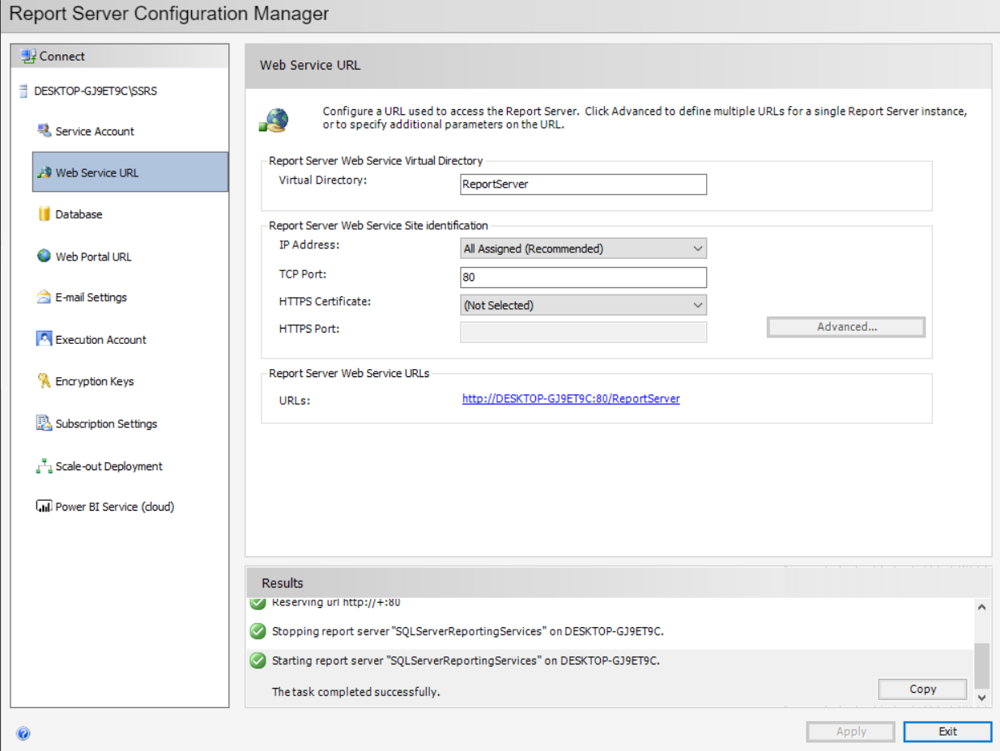 Report Server Configuration Manager
Connect
DESKTOP-GJ9ET9C\SSRS
Service Account
Web Service URL
Database
Web Portal URL
E-mail Settings
Execution Account
Encryption Keys
Subscription Settings
Scale-out Deployment
Power BI Service (cloud)
Web Service URL
Configure a URL used to access the Report Server. Click Advanced to define multiple URLs for a single Report Server instance,
or to specify additional parameters on the URL.
Report Server Web Service Virtual Directory
Virtual Directory: ReportServer
Report Server Web Service Site identification
IP Address: All Assigned (Recommended)
TCP Port: 80
HTTPS Certificate: (Not Selected)
HTTPS Port:
Advanced...
Report Server Web Service URLs
URLs: http://DESKTOP-GJ9ET9C:80/ReportServer
Results
Reserving url http://+:80
Stopping report server "SQLServerReportingServices" on DESKTOP-GJ9ET9C.
Starting report server "SQLServerReportingServices" on DESKTOP-GJ9ET9C.
The task completed successfully.
Copy
Apply Exit